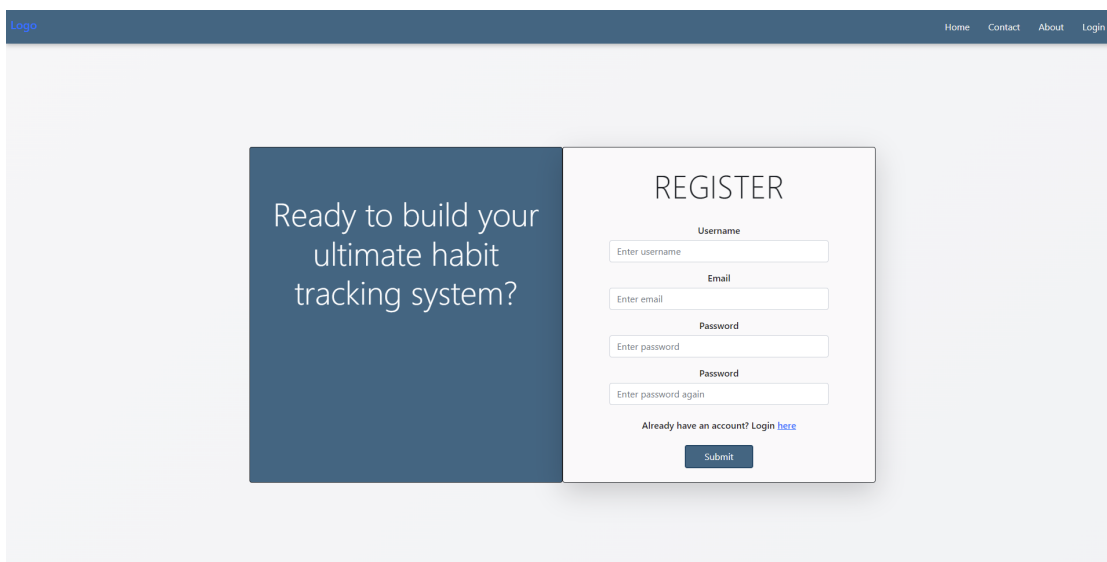 Logo
Home Contact About Login
Ready to build your
ultimate habit
tracking system?
REGISTER
Username
Enter username
Email
Enter email
Password
Enter password
Password
Enter password again
Already have an account? Login here
Submit